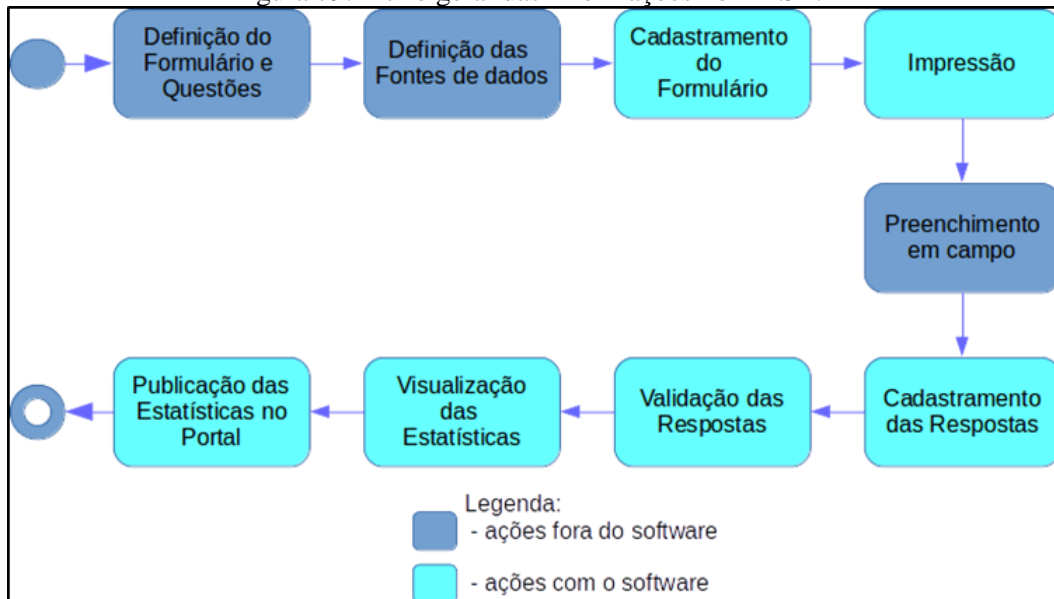 Definição do
Formulário e
Questões
Definição das
Fontes de dados
Cadastramento
do
Formulário
Impressão
Preenchimento
em campo
Cadastramento
das Respostas
Validação das
Respostas
Visualização
das
Estatísticas
Publicação das
Estatísticas no
Portal
Legenda:
- ações fora do software
- ações com o software